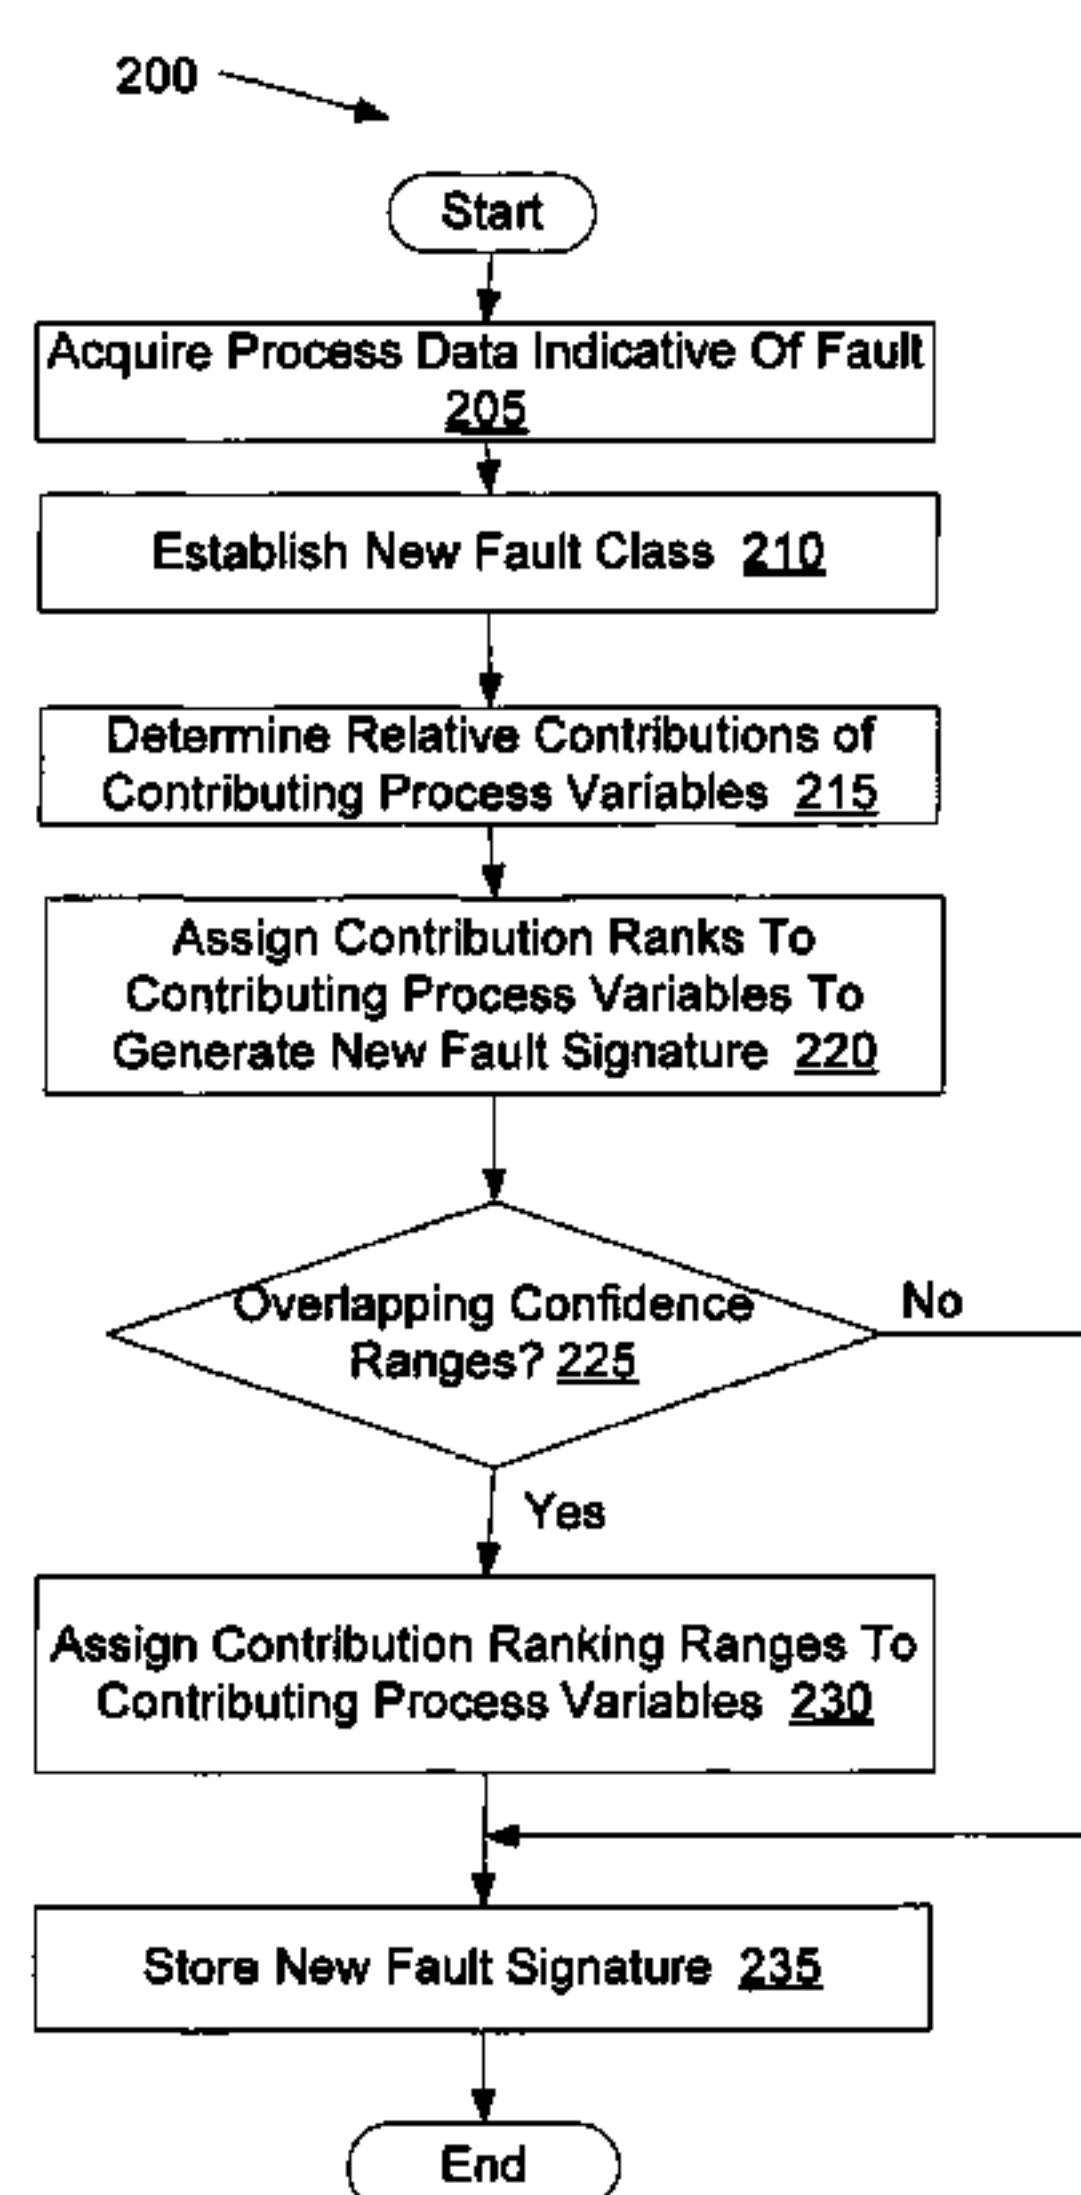 200
Start
Acquire Process Data Indicative Of Fault
205
Establish New Fault Class 210
Determine Relative Contributions of
Contributing Process Variables 215
Assign Contribution Ranks To
Contributing Process Variables To
Generate New Fault Signature 220
Overlapping Confidence
Ranges? 225
No
Yes
Assign Contribution Ranking Ranges To
Contributing Process Variables 230
Store New Fault Signature 235
End